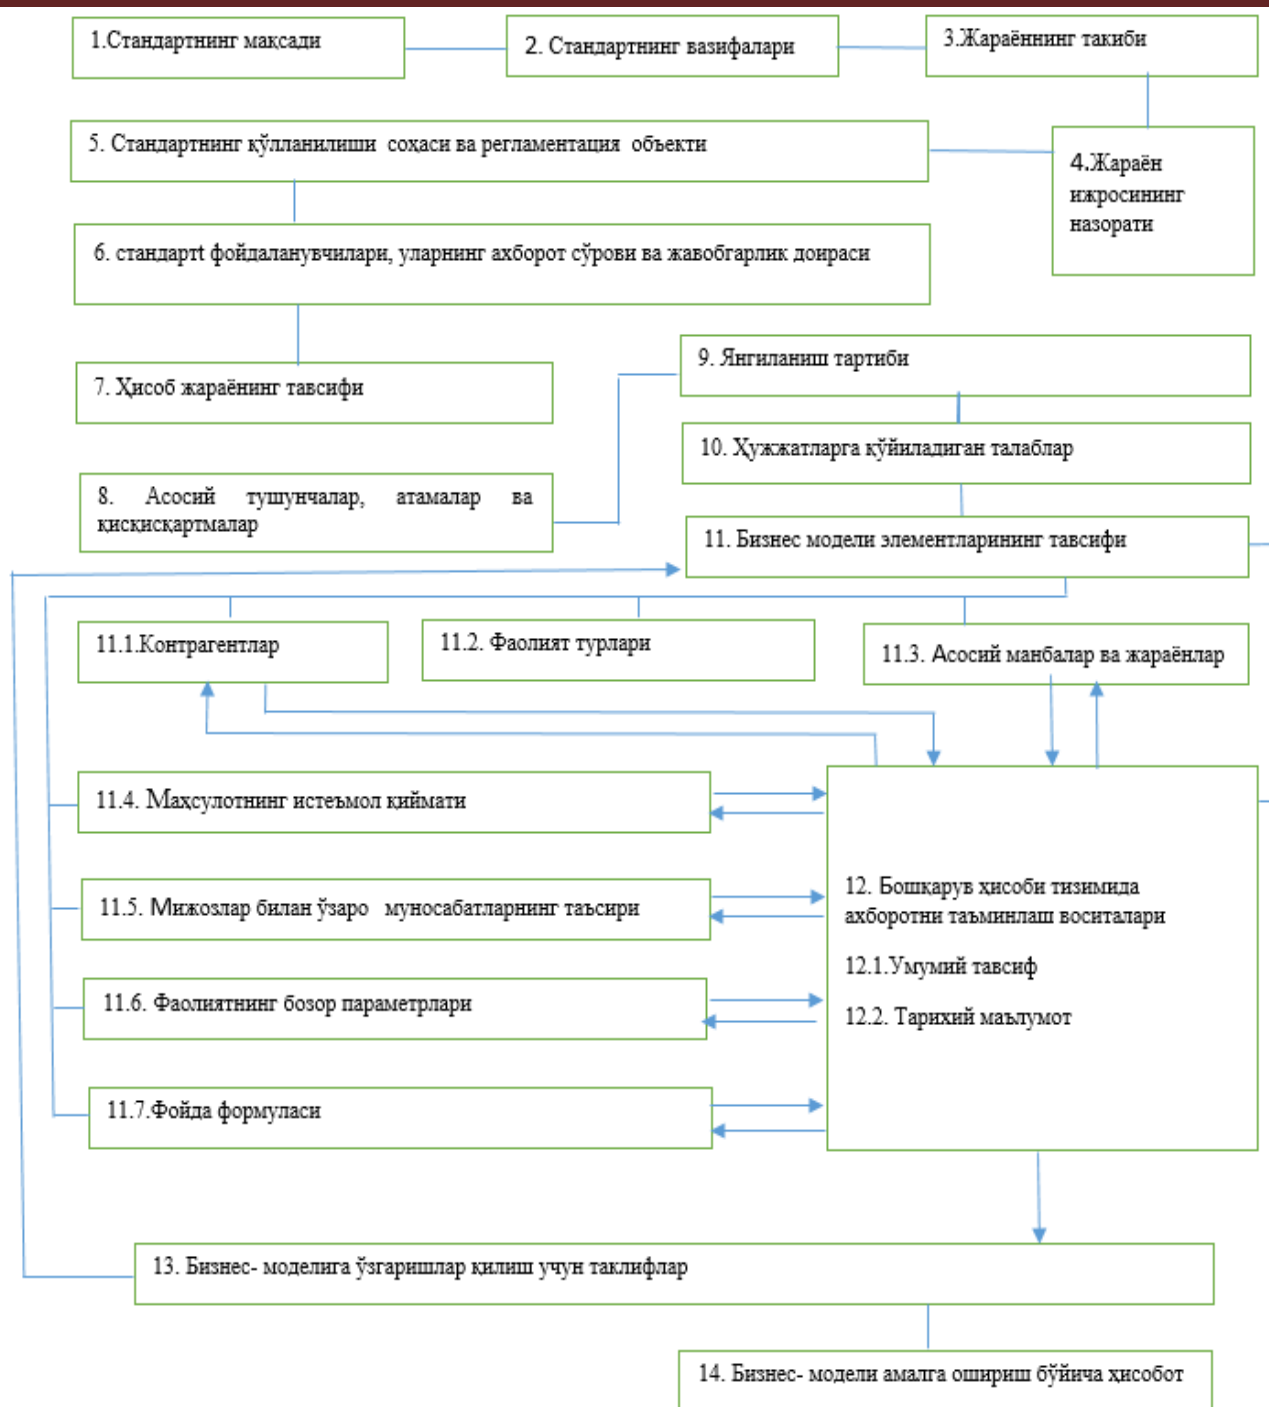 1.Стандартнинг мақсади
2. Стандартнинг вазифалари
3.Жараённинг такиби
4.Жараён
ижросининг
назорати
5. Стандартнинг қўлланилиши соҳаси ва регламентация объекти
6. стандартt фойдаланувчилари, уларнинг ахборот сўрови ва жавобгарлик доираси
7. Ҳисоб жараёнинг тавсифи
8. Асосий тушунчалар, атамалар ва
қисқисқартмалар
9. Янгиланиш тартиби
10. Ҳужжатларга қўйиладиган талаблар
11. Бизнес модели элементларининг тавсифи
11.1.Контрагентлар
11.2. Фаолият турлари
11.3. Асосий манбалар ва жараёнлар
11.4. Маҳсулотнинг истеъмол қиймати
11.5. Мижозлар билан ўзаро муносабатларнинг таъсири
11.6. Фаолиятнинг бозор параметрлари
11.7.Фойда формуласи
12. Бошқарув ҳисоби тизимида
ахборотни таъминлаш воситалари
12.1.Умумий тавсиф
12.2. Тарихий маълумот
13. Бизнес- моделига ўзгаришлар қилиш учун таклифлар
14. Бизнес- модели амалга ошириш бўйича ҳисобот